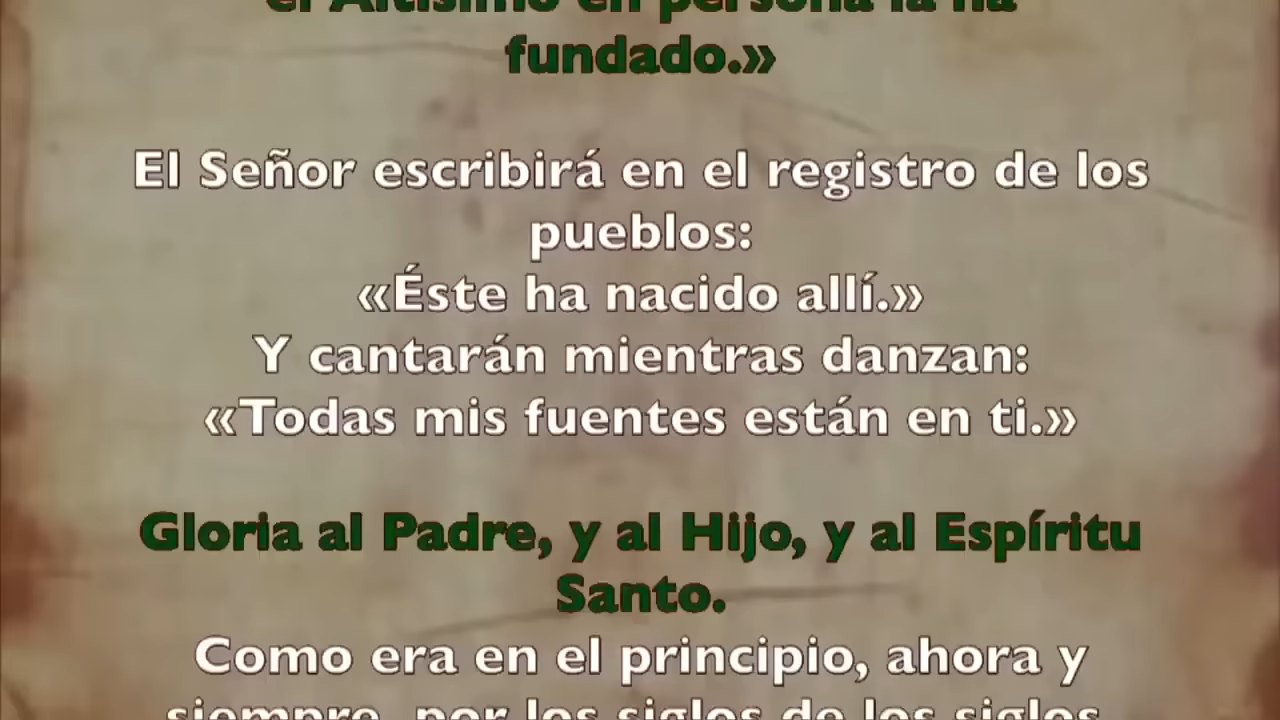 el Altísimo en persona la ha
fundado.»
El Señor escribirá en el registro de los
pueblos:
«Éste ha nacido allí.»
Y cantarán mientras danzan:
«Todas mis fuentes están en ti.»
Gloria al Padre, y al Hijo, y al Espíritu
Santo.
Como era en el principio, ahora y
siempre, por los siglos de los siglos.